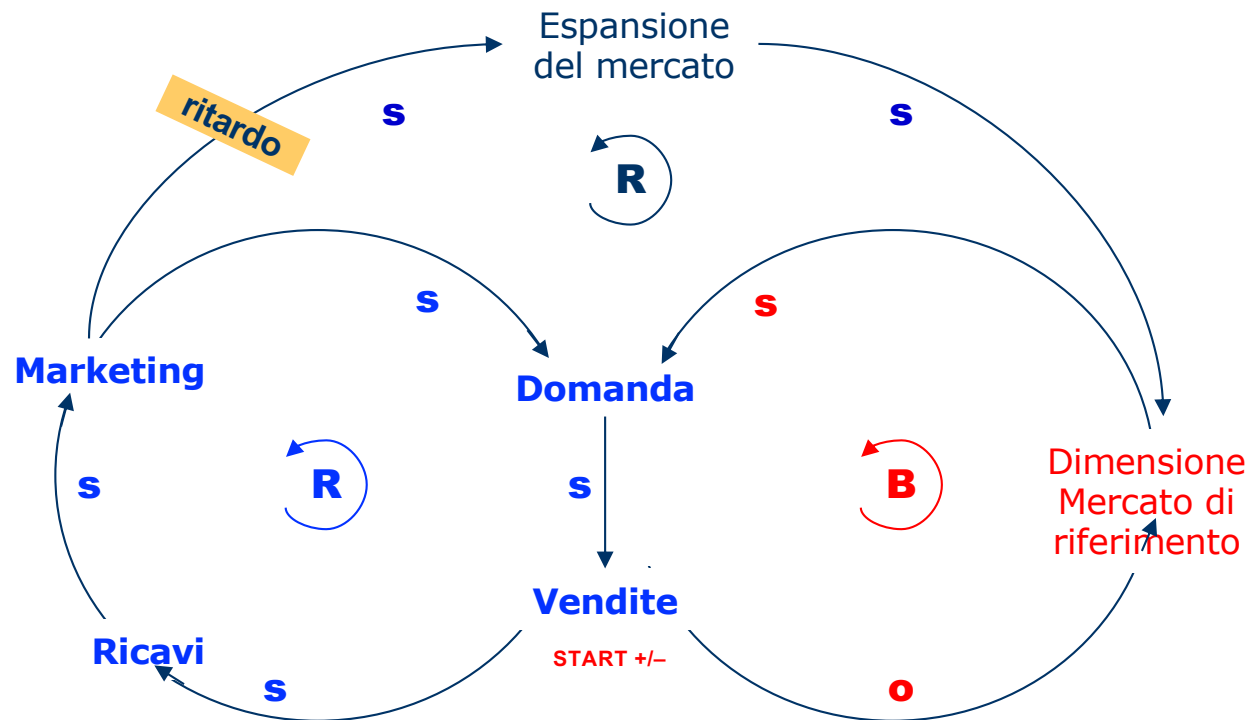 Espansione
del mercato
ritardo
s
s
R
s
s
Marketing
Domanda
s
R
s
B
Dimensione
Mercato di
riferimento
Vendite
START +/–
Ricavi
s
o